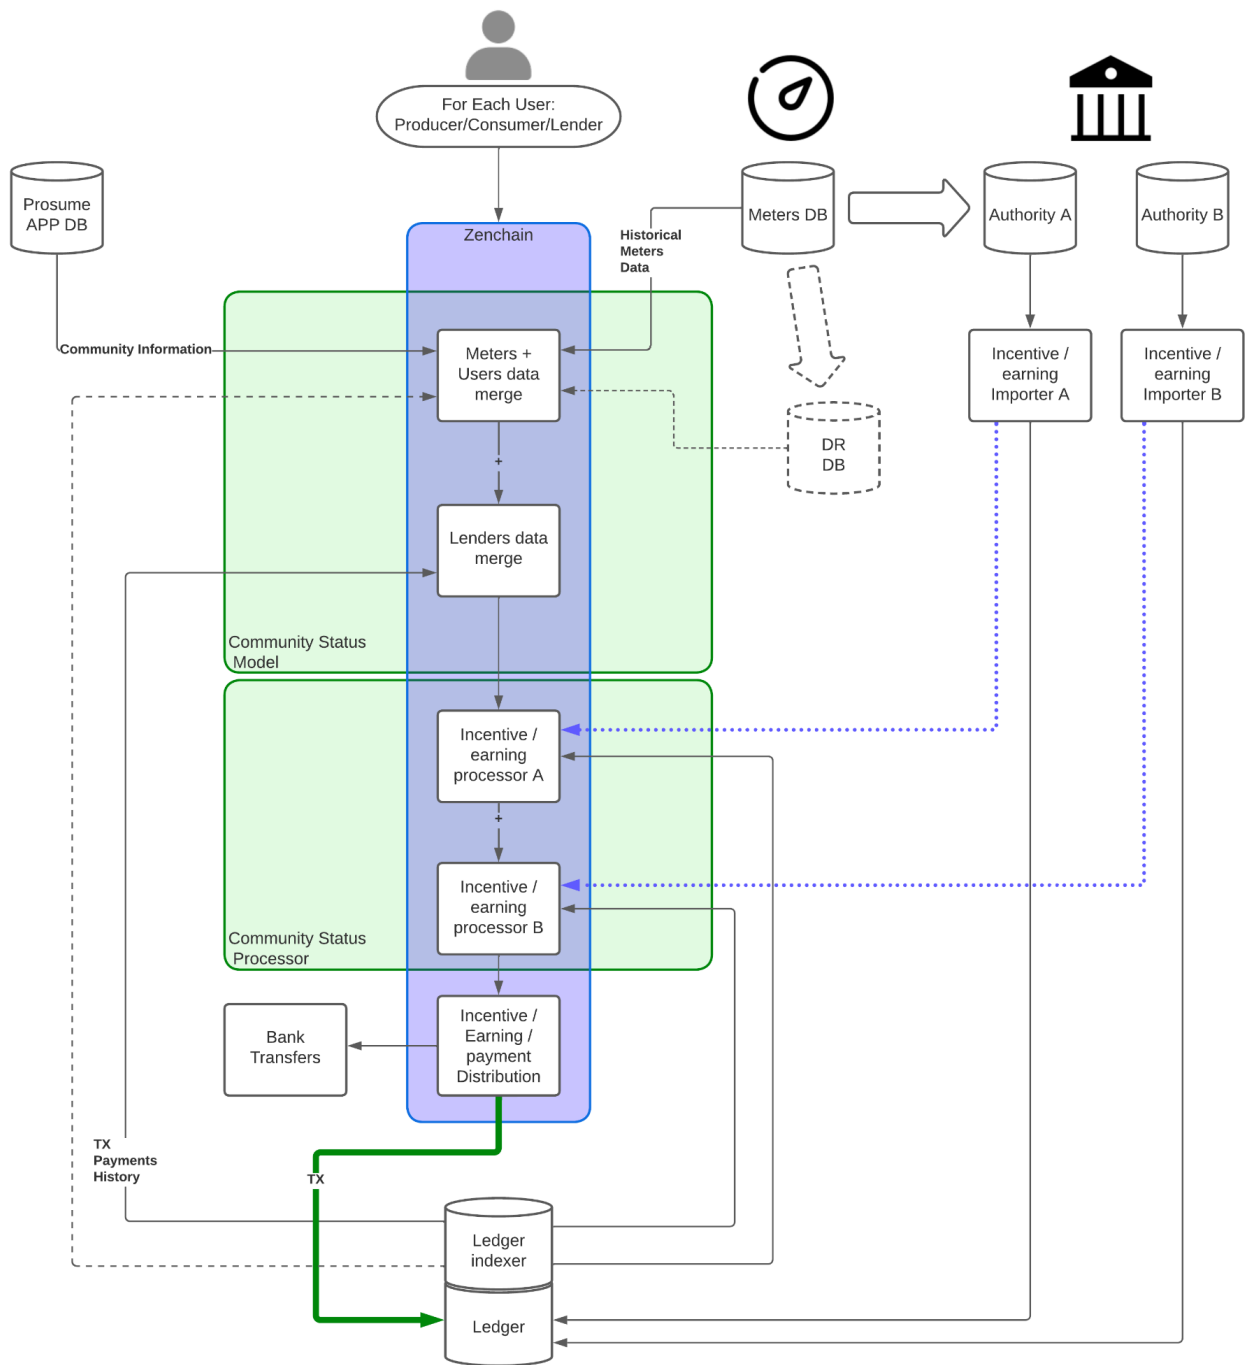 For Each User:
Producer/Consumer/Lender
Prosume
APP DB
Meters DB
Authority A
Authority B
Zenchain
Historical
Meters
Data
Community Information
Meters +
Users data
merge
Incentive /
earning
Importer A
Incentive /
earning
Importer B
DR
DB
+
Lenders data
merge
Community Status
Model
Incentive /
earning
processor A
+
Incentive /
earning
processor B
Community Status
Processor
Incentive /
Earning /
payment
Distribution
Bank
Transfers
TX
Payments
History
TX
Ledger
indexer
Ledger